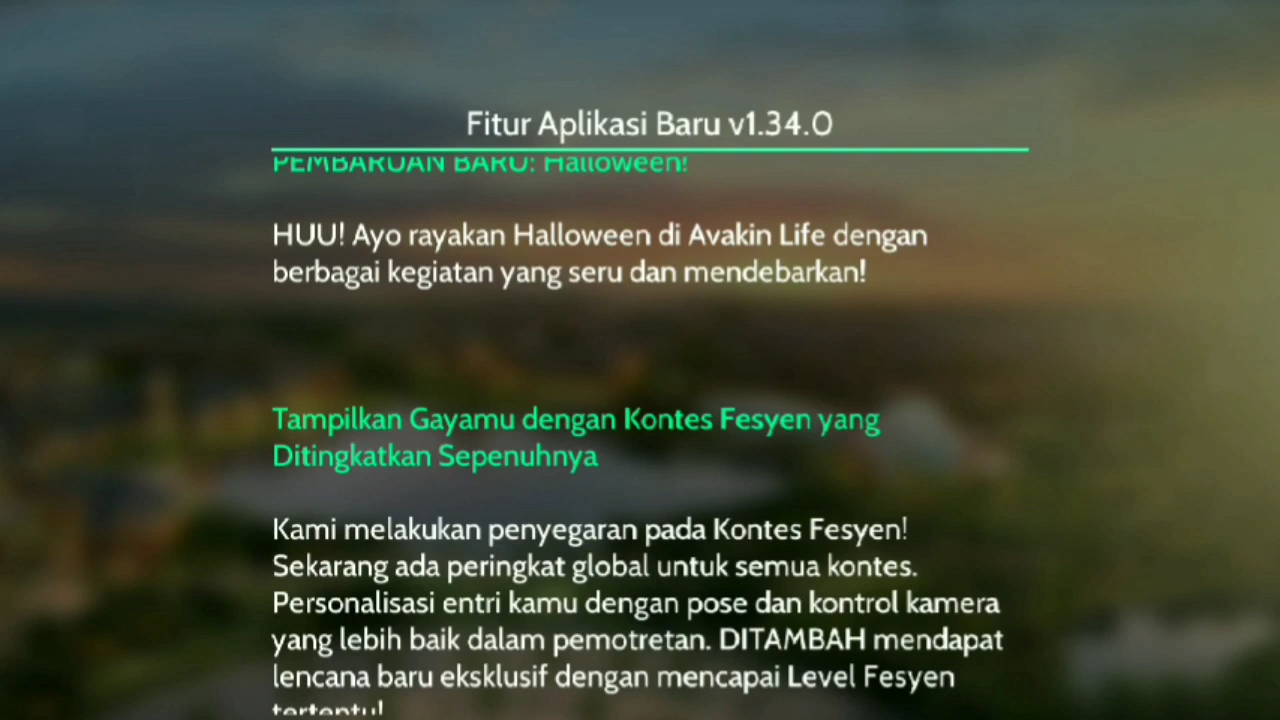 Fitur Aplikasi Baru v1.34.0
PEMBARUAN BARU: Halloween!
HUU! Ayo rayakan Halloween di Avakin Life dengan
berbagai kegiatan yang seru dan mendebarkan!
Tampilkan Gayamu dengan Kontes Fesyen yang
Ditingkatkan Sepenuhnya
Kami melakukan penyegaran pada Kontes Fesyen!
Sekarang ada peringkat global untuk semua kontes.
Personalisasi entri kamu dengan pose dan kontrol kamera
yang lebih baik dalam pemotretan. DITAMBAH mendapat
lencana baru eksklusif dengan mencapai Level Fesyen
tertentu!